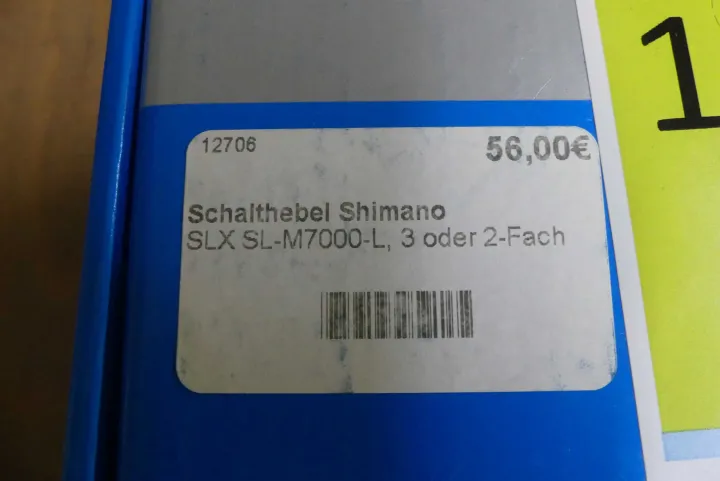 12706
56,00€
Schalthebel Shimano
SLX SL-M7000-L, 3 oder 2-Fach
1